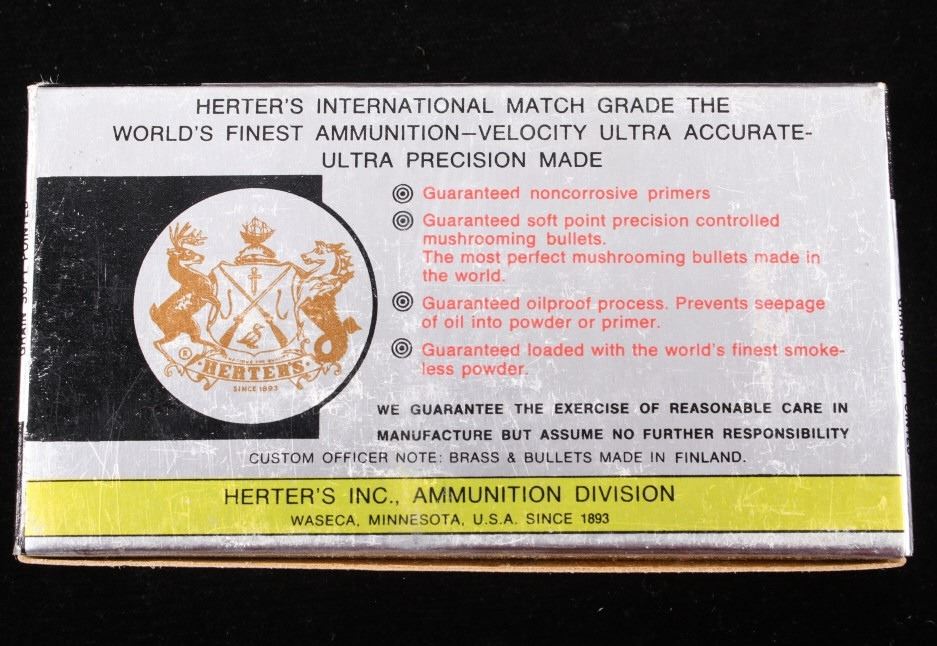 HERTER'S INTERNATIONAL MATCH GRADE THE
WORLD'S FINEST AMMUNITION—VELOCITY ULTRA ACCURATE-
ULTRA PRECISION MADE
Guaranteed noncorrosive primers
Guaranteed soft point precision controlled
mushrooming bullets.
The most perfect mushrooming bullets made in
the world.
Guaranteed oilproof process. Prevents seepage
of oil into powder or primer.
Guaranteed loaded with the world's finest smoke-
less powder.
®
HERTERS
SINCE 1893
WE GUARANTEE THE EXERCISE OF REASONABLE CARE IN
MANUFACTURE BUT ASSUME NO FURTHER RESPONSIBILITY
CUSTOM OFFICER NOTE: BRASS & BULLETS MADE IN FINLAND.
HERTER'S INC., AMMUNITION DIVISION
WASECA, MINNESOTA, U.S.A. SINCE 1893